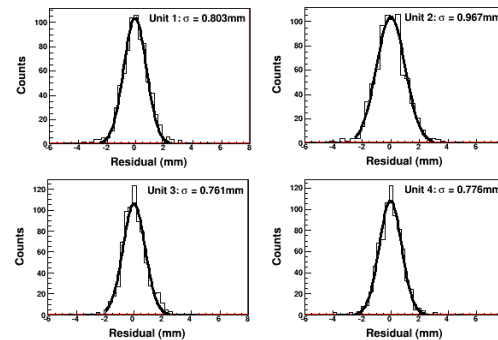 Unit 1: σ = 0.803mm
Counts
100
80
60
40
20
0
-6 -4 -2 0 2 4 6 8
Residual (mm)
Unit 2: σ = 0.967mm
Counts
100
80
60
40
20
0
-6 -4 -2 0 2 4 6 8
Residual (mm)
Unit 3: σ = 0.761mm
Counts
120
100
80
60
40
20
0
-6 -4 -2 0 2 4 6 8
Residual (mm)
Unit 4: σ = 0.776mm
Counts
120
100
80
60
40
20
0
-6 -4 -2 0 2 4 6 8
Residual (mm)